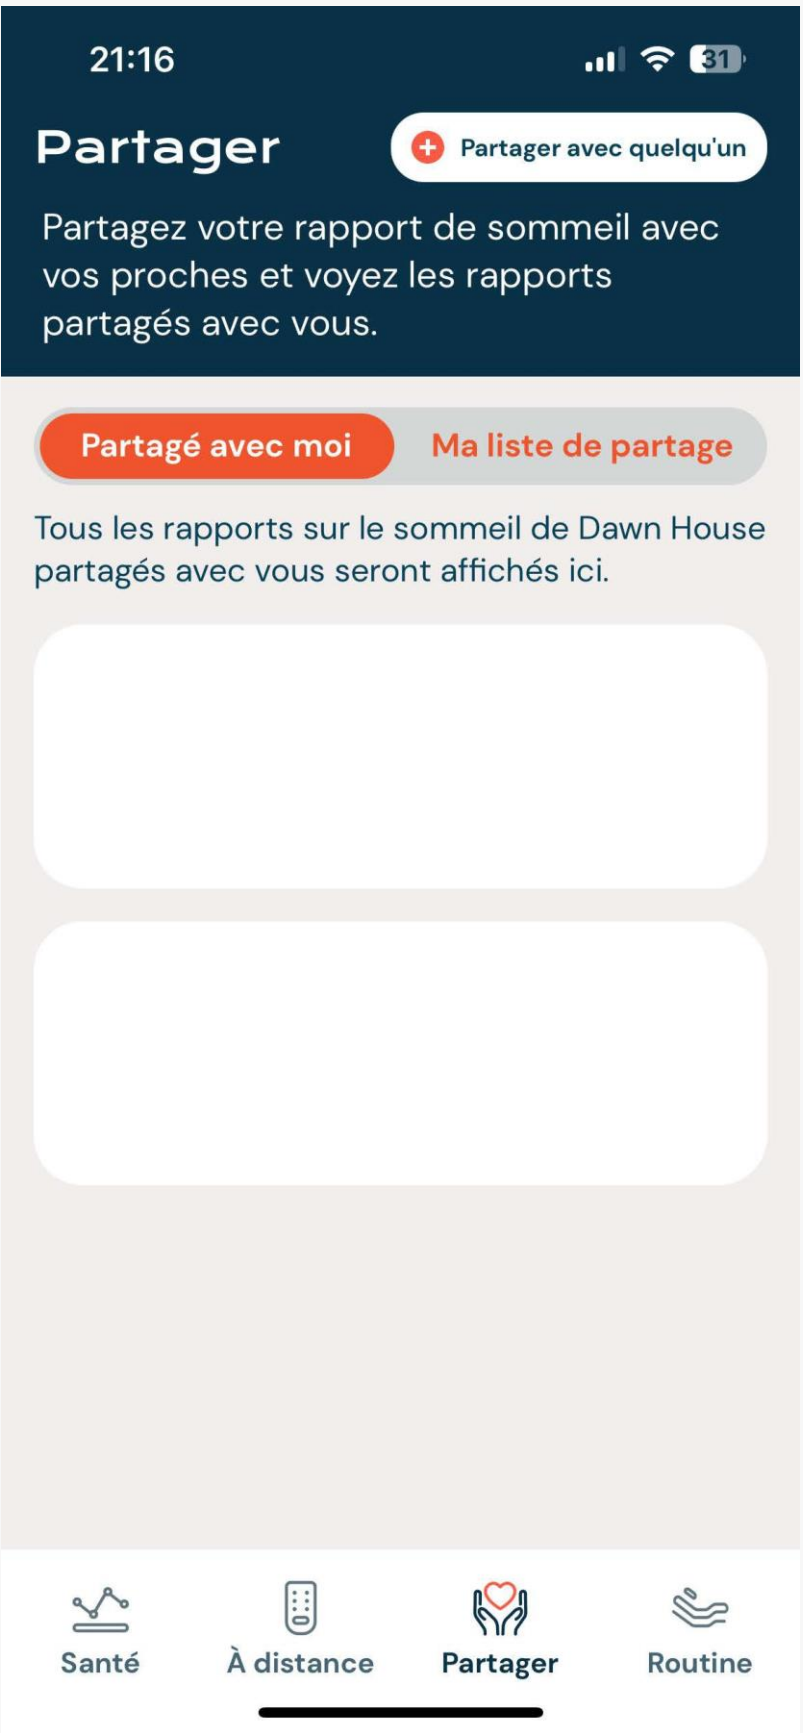 21:16
31
Partager
Partager avec quelqu'un
Partagez votre rapport de sommeil avec
vos proches et voyez les rapports
partagés avec vous.
Partagé avec moi
Ma liste de partage
Tous les rapports sur le sommeil de Dawn House
partagés avec vous seront affichés ici.
Santé
À distance
Partager
Routine